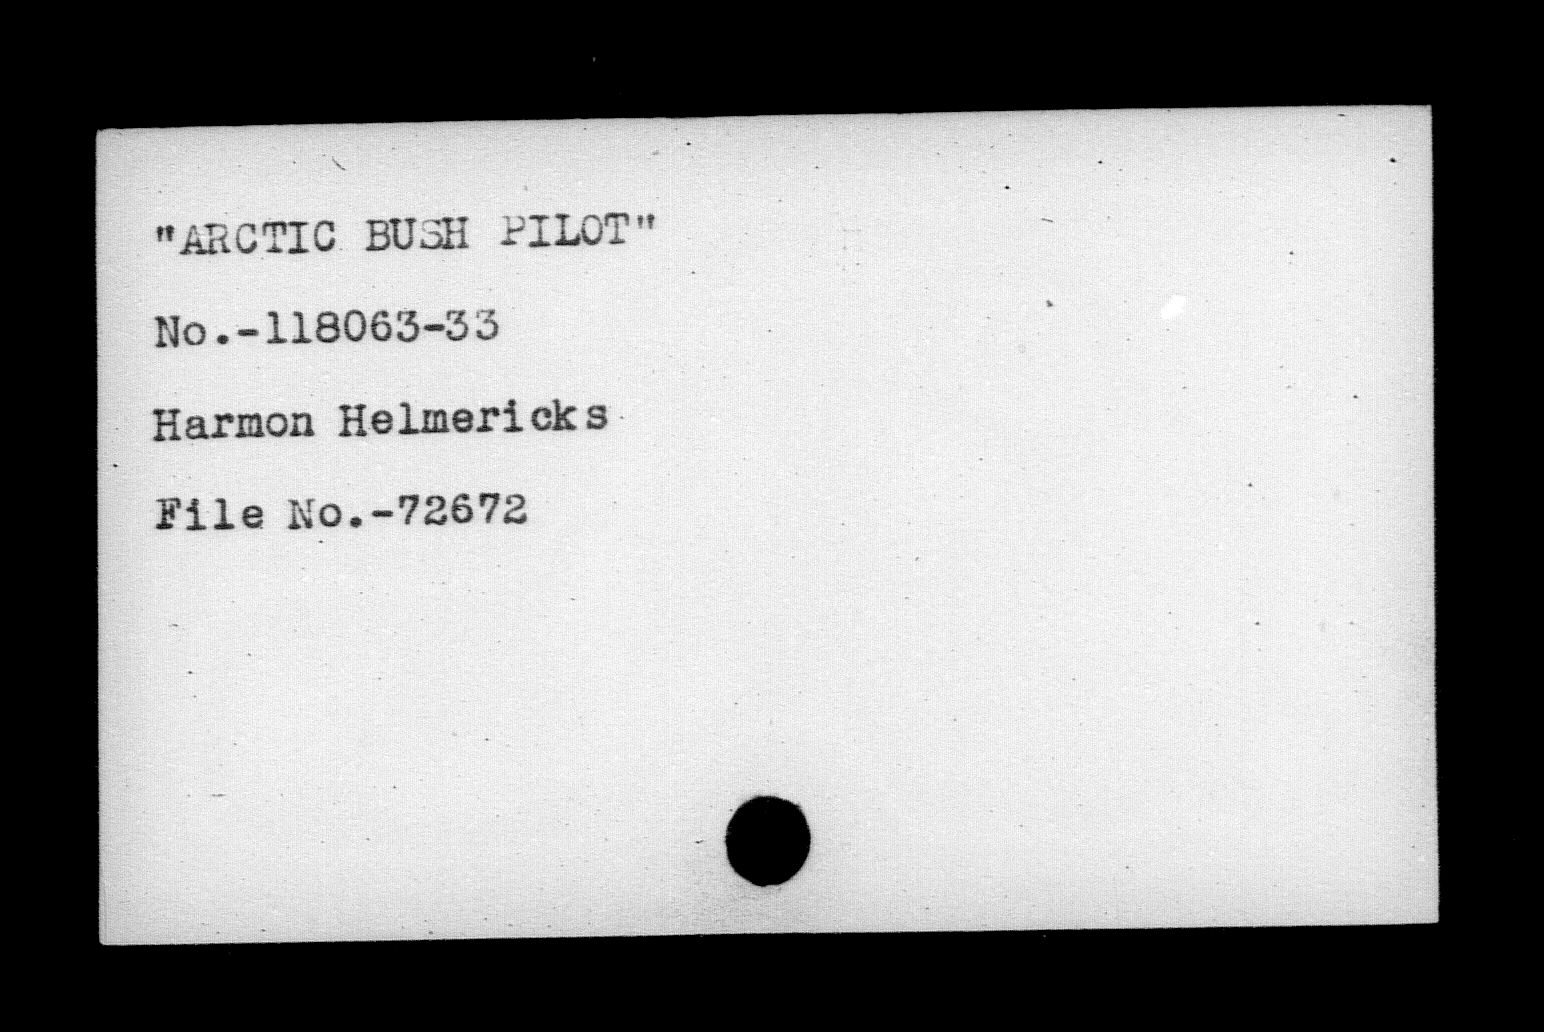 "ARCTIC BUSH PILOT"
No.-118063-33
Harmon Helmericks
File No.-72672